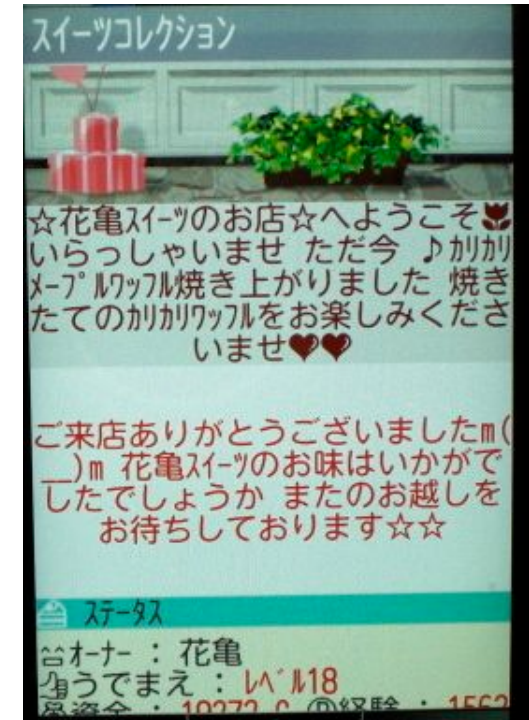 スイーツコレクション
☆花亀ｽｲｰﾂのお店☆へようこそ🌷
いらっしゃいませ ただ今 ♪ｶﾘｶﾘ
ﾒｰﾌﾟﾙﾜｯﾌﾙ焼き上がりました 焼き
たてのｶﾘｶﾘﾜｯﾌﾙをお楽しみくださ
いませ♥♥
ご来店ありがとうございましたm(
__)m 花亀ｽｲｰﾂのお味はいかがで
したでしょうか またのお越しを
お待ちしております☆☆
ステータス
ｵｰﾅｰ : 花亀
うでまえ : ﾚﾍﾞﾙ18
資金 : 19272 G 経験 : 1562